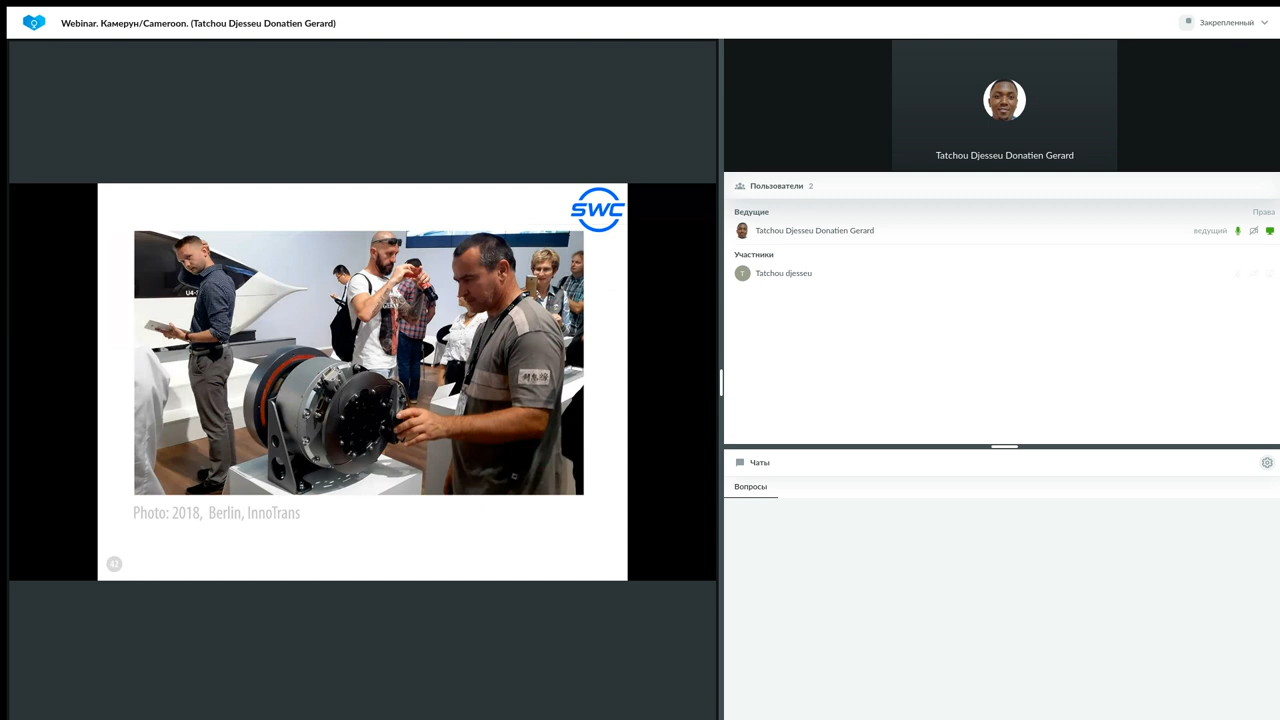 Webinar. Камерун/Cameroon. (Tatchou Djesseu Donatien Gerard)
Закрепленный
SWC
U4-
Photo: 2018, Berlin, InnoTrans
42
Tatchou Djesseu Donatien Gerard
Пользователи 2
Ведущие Права
Tatchou Djesseu Donatien Gerard ведущий
Участники
T Tatchou djesseu
Чаты
Вопросы